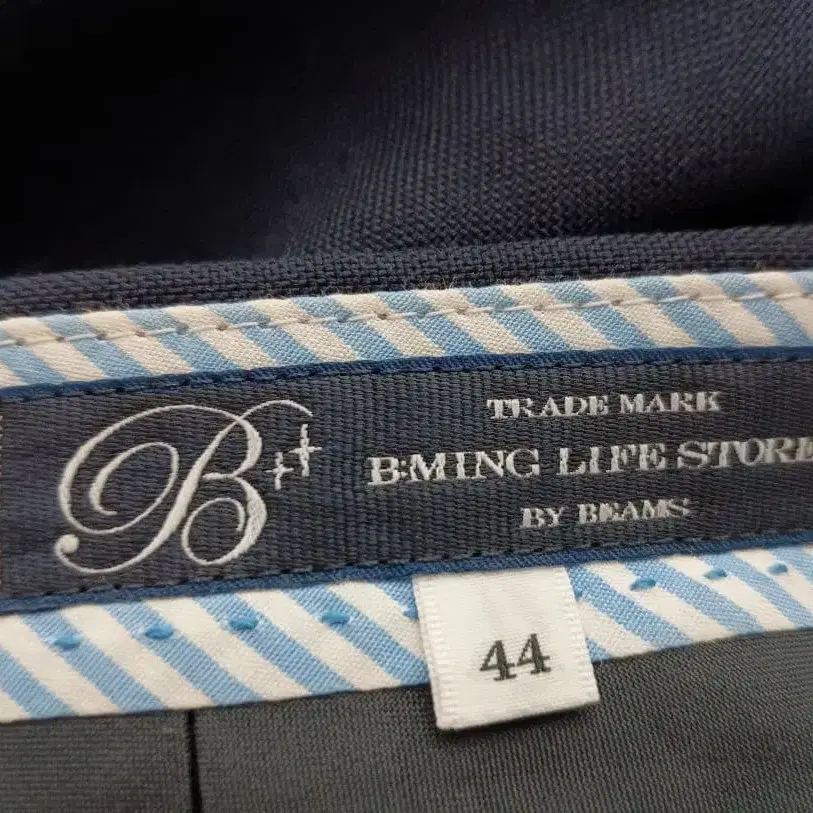 B++
TRADE MARK
B:MING LIFE STORE
BY BEAMS
44